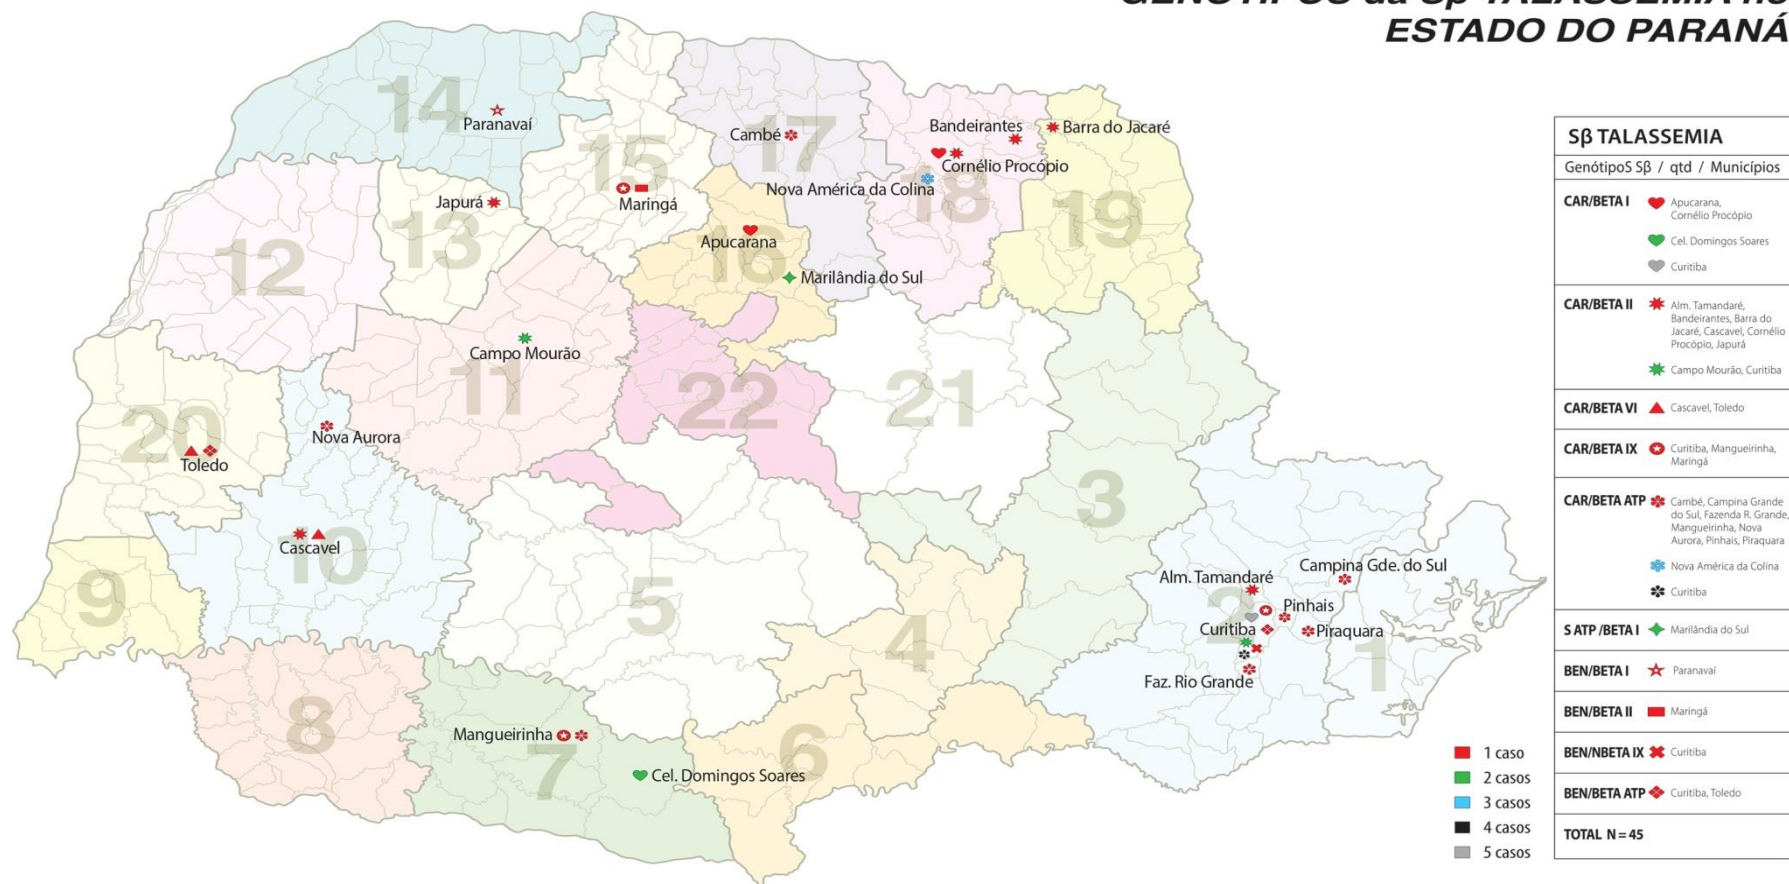 GENÓTIPOS da Sβ TALASSEMIA no
ESTADO DO PARANÁ
14
Paranavaí
15
Maringá
17
Cambé
Nova América da Colina
Bandeirantes
Cornélio Procópio
18
Barra do Jacaré
19
Japurá
13
12
Apucarana
16
Marilândia do Sul
Campo Mourão
11
22
21
20
Toledo
Nova Aurora
Cascavel
10
9
8
5
3
4
Mangueirinha
7
Cel. Domingos Soares
6
Alm. Tamandaré
Campina Gde. do Sul
2
Pinhais
Curitiba
Piraquara
1
Faz. Rio Grande
1 caso
2 casos
3 casos
4 casos
5 casos
Sβ TALASSEMIA
GenótipoS Sβ / qtd / Municípios
CAR/BETA I
Apucarana,
Cornélio Procópio
Cel. Domingos Soares
Curitiba
CAR/BETA II
Alm. Tamandaré,
Bandeirantes, Barra do
Jacaré, Cascavel, Cornélio
Procópio, Japurá
Campo Mourão, Curitiba
CAR/BETA VI
Cascavel, Toledo
CAR/BETA IX
Curitiba, Mangueirinha,
Maringá
CAR/BETA ATP
Cambé, Campina Grande
do Sul, Fazenda R. Grande,
Mangueirinha, Nova
Aurora, Pinhais, Piraquara
Nova América da Colina
Curitiba
S ATP /BETA I
Marilândia do Sul
BEN/BETA I
Paranavaí
BEN/BETA II
Maringá
BEN/NBETA IX
Curitiba
BEN/BETA ATP
Curitiba, Toledo
TOTAL N = 45